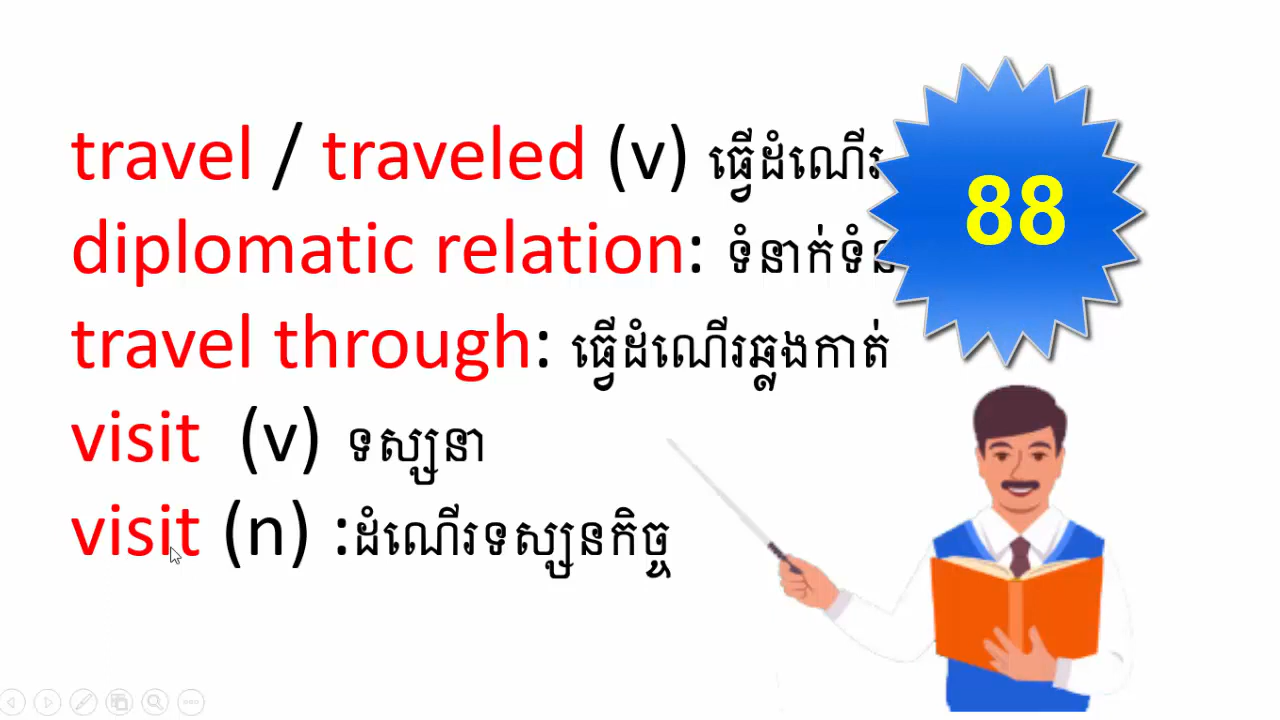 travel / traveled (v) ធ្វើដំណើរ
diplomatic relation: ទំនាក់
travel through: ធ្វើដំណើរឆ្លងកាត់
visit (v) ទស្សនា
visit (n) :ដំណើរទស្សនកិច្ច
88